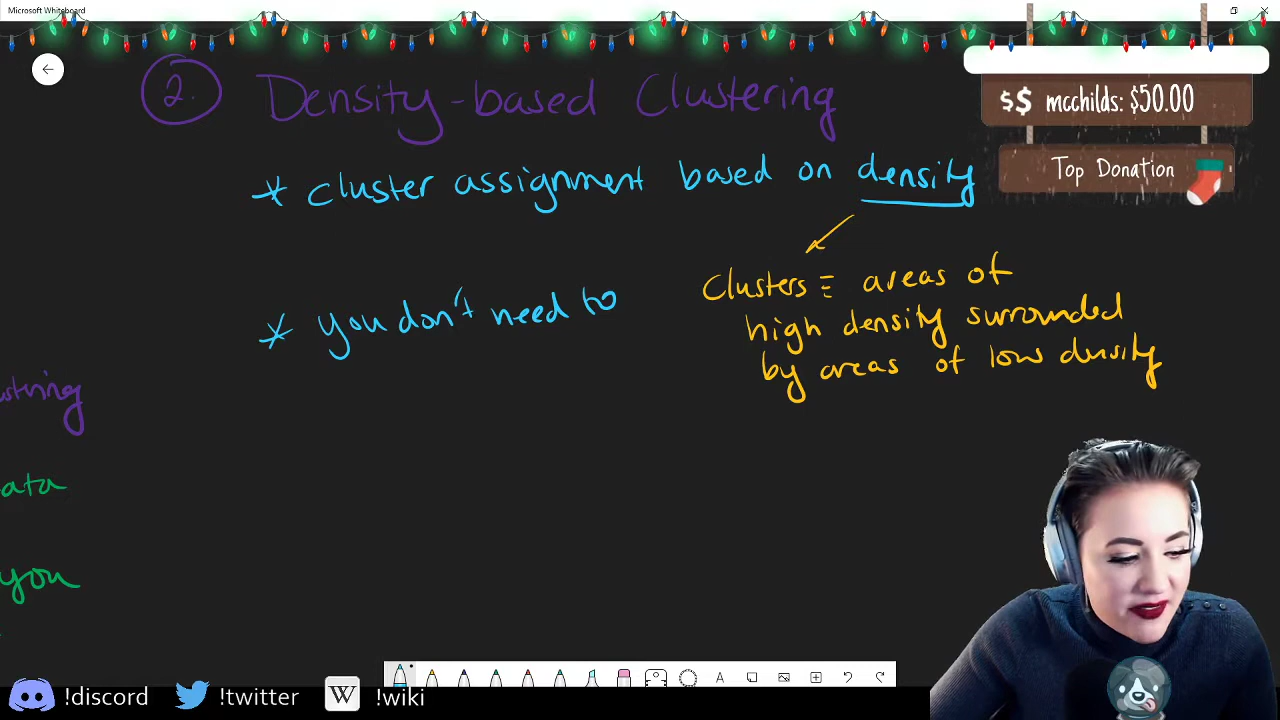 Microsoft Whiteboard
2. Density-based Clustering
$$ mcchilds: $50.00
Top Donation
* cluster assignment based on density
Clusters ≡ areas of
high density surrounded
by areas of low density
* you don't need to
ustring
ata
you
!discord
!twitter
W !wiki